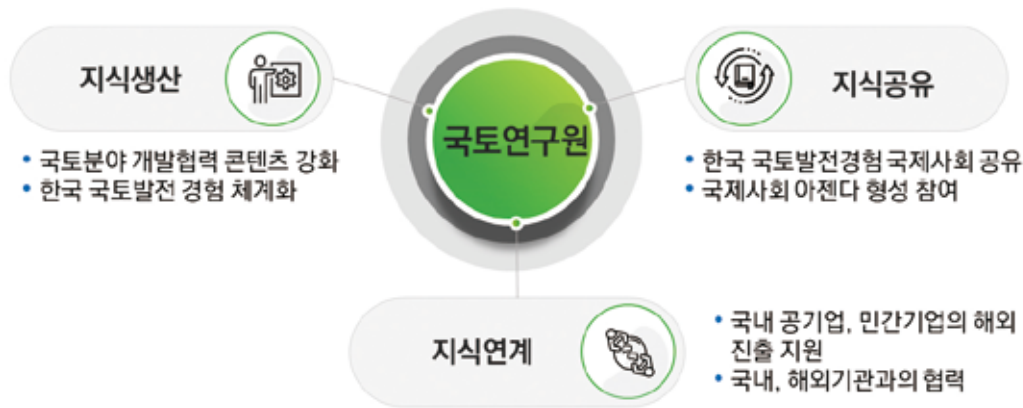 지식생산
• 국토분야 개발협력 콘텐츠 강화
• 한국 국토발전 경험 체계화
국토연구원
지식공유
• 한국 국토발전경험 국제사회 공유
• 국제사회 아젠다 형성 참여
지식연계
• 국내 공기업, 민간기업의 해외
진출 지원
• 국내, 해외기관과의 협력